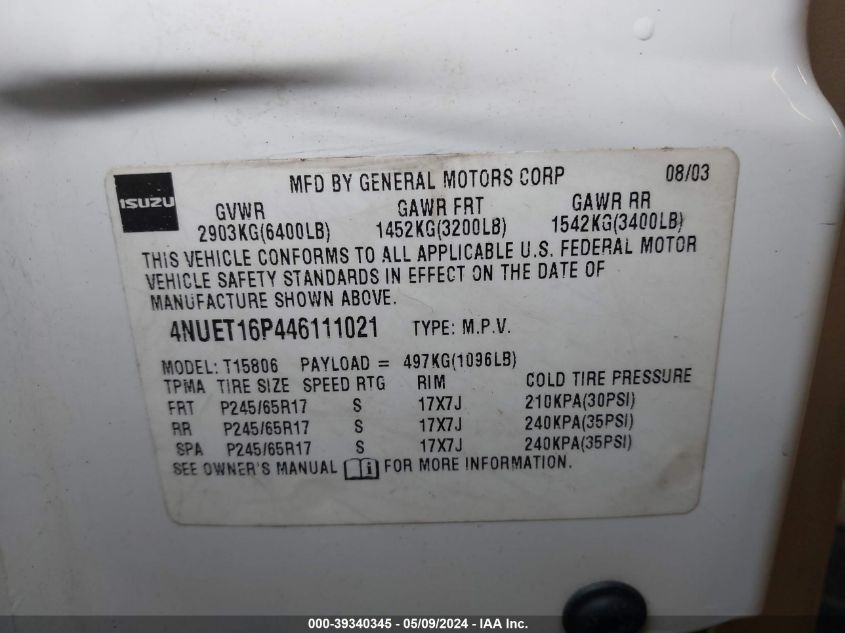 ISUZU
MFD BY GENERAL MOTORS CORP 08/03
GVWR GAWR FRT GAWR RR
2903KG(6400LB) 1452KG(3200LB) 1542KG(3400LB)
THIS VEHICLE CONFORMS TO ALL APPLICABLE U.S. FEDERAL MOTOR
VEHICLE SAFETY STANDARDS IN EFFECT ON THE DATE OF
MANUFACTURE SHOWN ABOVE.
4NUET16P446111021 TYPE: M.P.V.
MODEL: T15806 PAYLOAD = 497KG(1096LB)
TPMA TIRE SIZE SPEED RTG RIM COLD TIRE PRESSURE
FRT P245/65R17 S 17X7J 210KPA(30PSI)
RR P245/65R17 S 17X7J 240KPA(35PSI)
SPA P245/65R17 S 17X7J 240KPA(35PSI)
SEE OWNER'S MANUAL i FOR MORE INFORMATION.
000-39340345 - 05/09/2024 - IAA Inc.